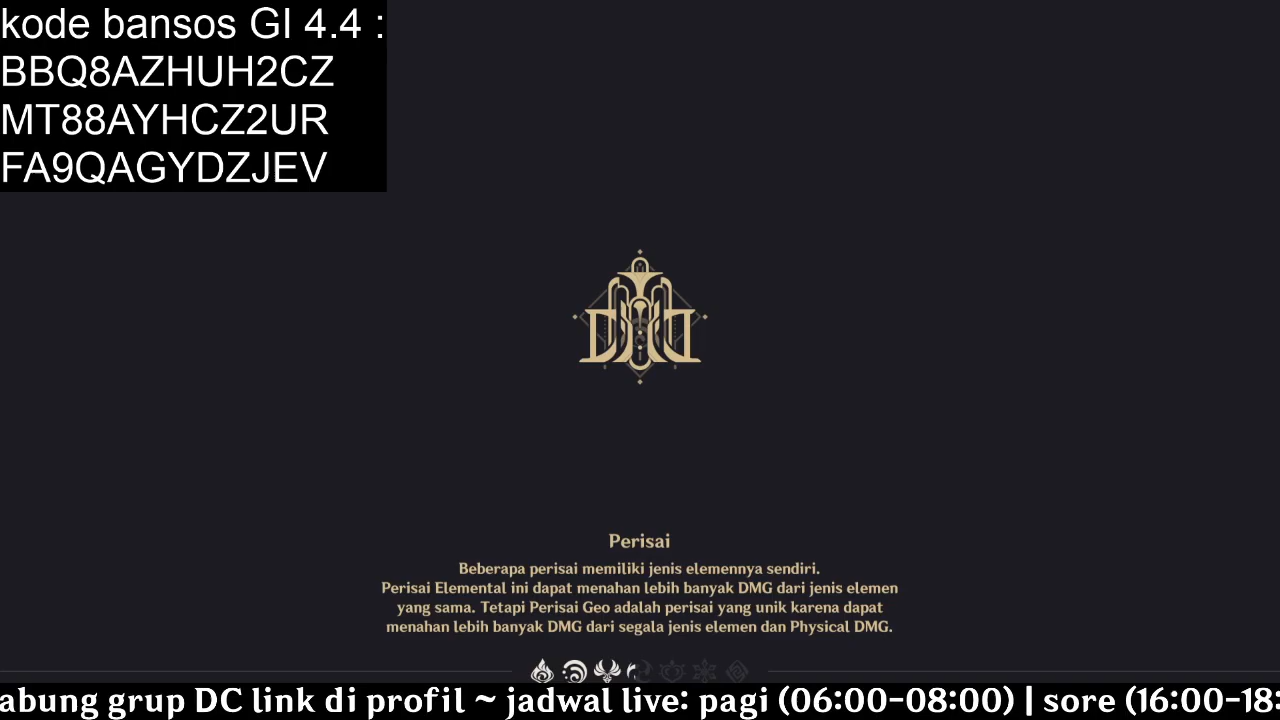 kode bansos GI 4.4 :
BBQ8AZHUH2CZ
MT88AYHCZ2UR
FA9QAGYDZJEV
Perisai
Beberapa perisai memiliki jenis elemennya sendiri.
Perisai Elemental ini dapat menahan lebih banyak DMG dari jenis elemen
yang sama. Tetapi Perisai Geo adalah perisai yang unik karena dapat
menahan lebih banyak DMG dari segala jenis elemen dan Physical DMG.
abung grup DC link di profil ~ jadwal live: pagi (06:00-08:00) | sore (16:00-18: